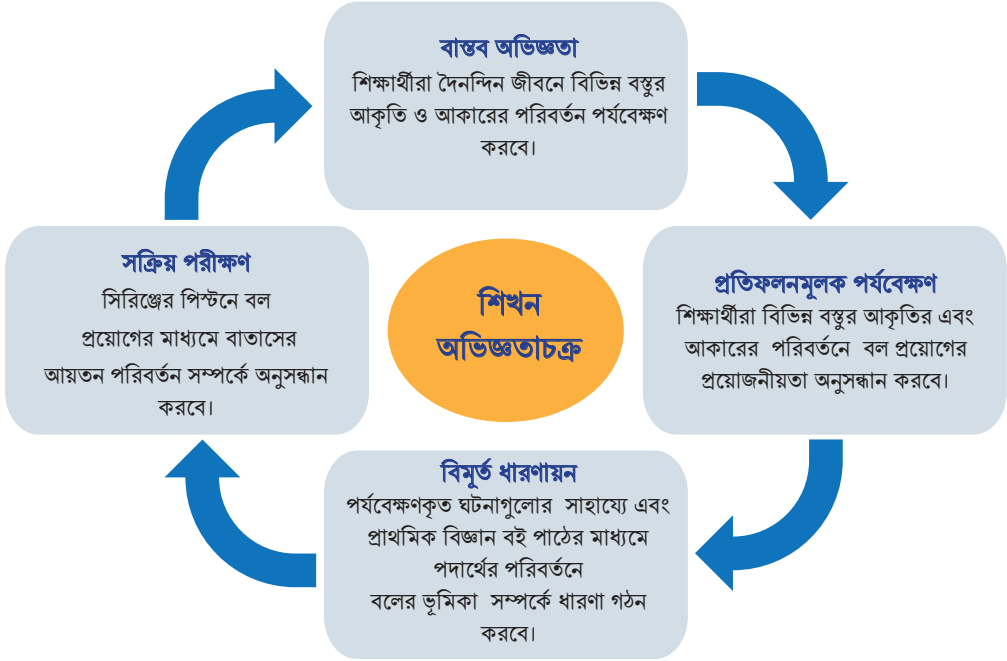 বাস্তব অভিজ্ঞতা
শিক্ষার্থীরা দৈনন্দিন জীবনে বিভিন্ন বস্তুর
আকৃতি ও আকারের পরিবর্তন পর্যবেক্ষণ
করবে।
প্রতিফলনমূলক পর্যবেক্ষণ
শিক্ষার্থীরা বিভিন্ন বস্তুর আকৃতির এবং
আকারের পরিবর্তনে বল প্রয়োগের
প্রয়োজনীয়তা অনুসন্ধান করবে।
বিমূর্ত ধারণায়ন
পর্যবেক্ষণকৃত ঘটনাগুলোর সাহায্যে এবং
প্রাথমিক বিজ্ঞান বই পাঠের মাধ্যমে
পদার্থের পরিবর্তনে
বলের ভূমিকা সম্পর্কে ধারণা গঠন
করবে।
সক্রিয় পরীক্ষণ
সিরিঞ্জের পিস্টনে বল
প্রয়োগের মাধ্যমে বাতাসের
আয়তন পরিবর্তন সম্পর্কে অনুসন্ধান
করবে।
শিখন
অভিজ্ঞতাচক্র